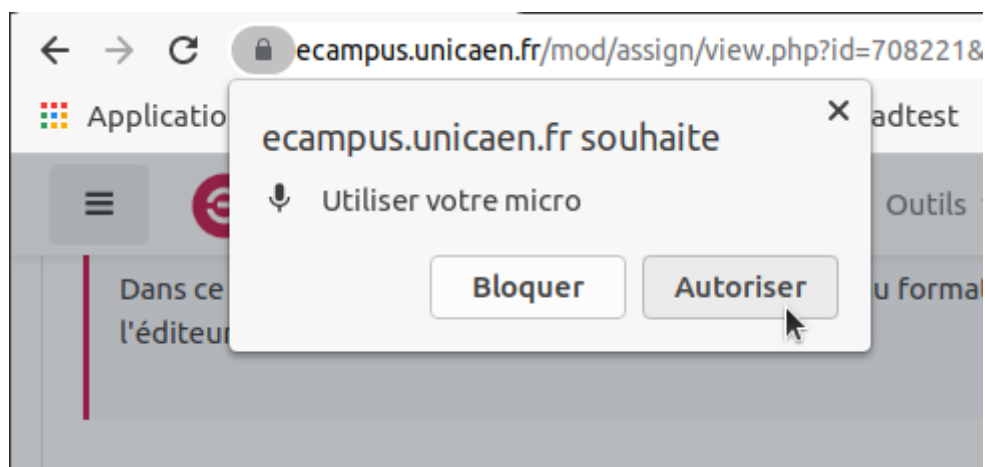 ecampus.unicaen.fr/mod/assign/view.php?id=708221&
Applicatio
adtest
ecampus.unicaen.fr souhaite
Utiliser votre micro
Outils
Bloquer
Autoriser
Dans ce
u format
l'éditeur